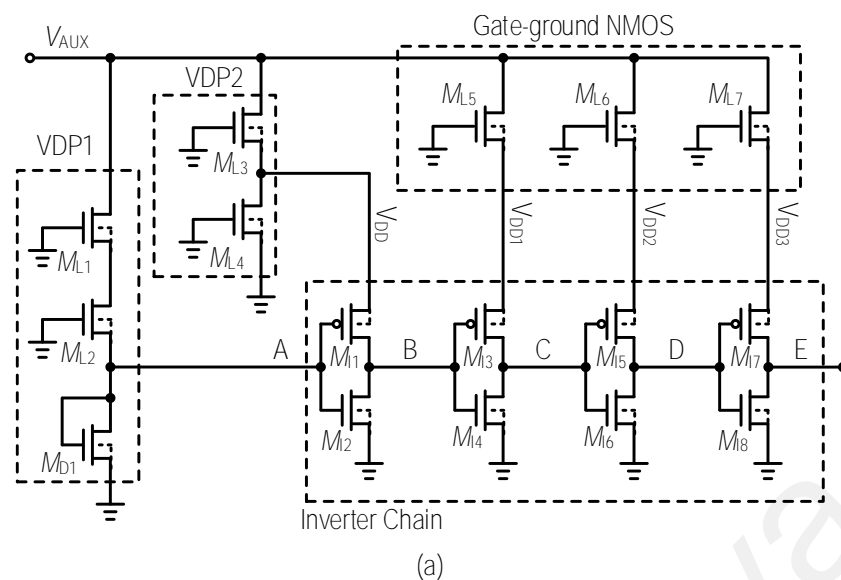 Gate-ground NMOS
VAUX
VDP2
ML5
ML6
ML7
VDP1
ML3
ML1
ML4
VDD
VDD1
VDD2
VDD3
ML2
A
MI1
B
MI3
C
MI5
D
MI7
E
MI2
MI4
MI6
MI8
MD1
Inverter Chain
(a)